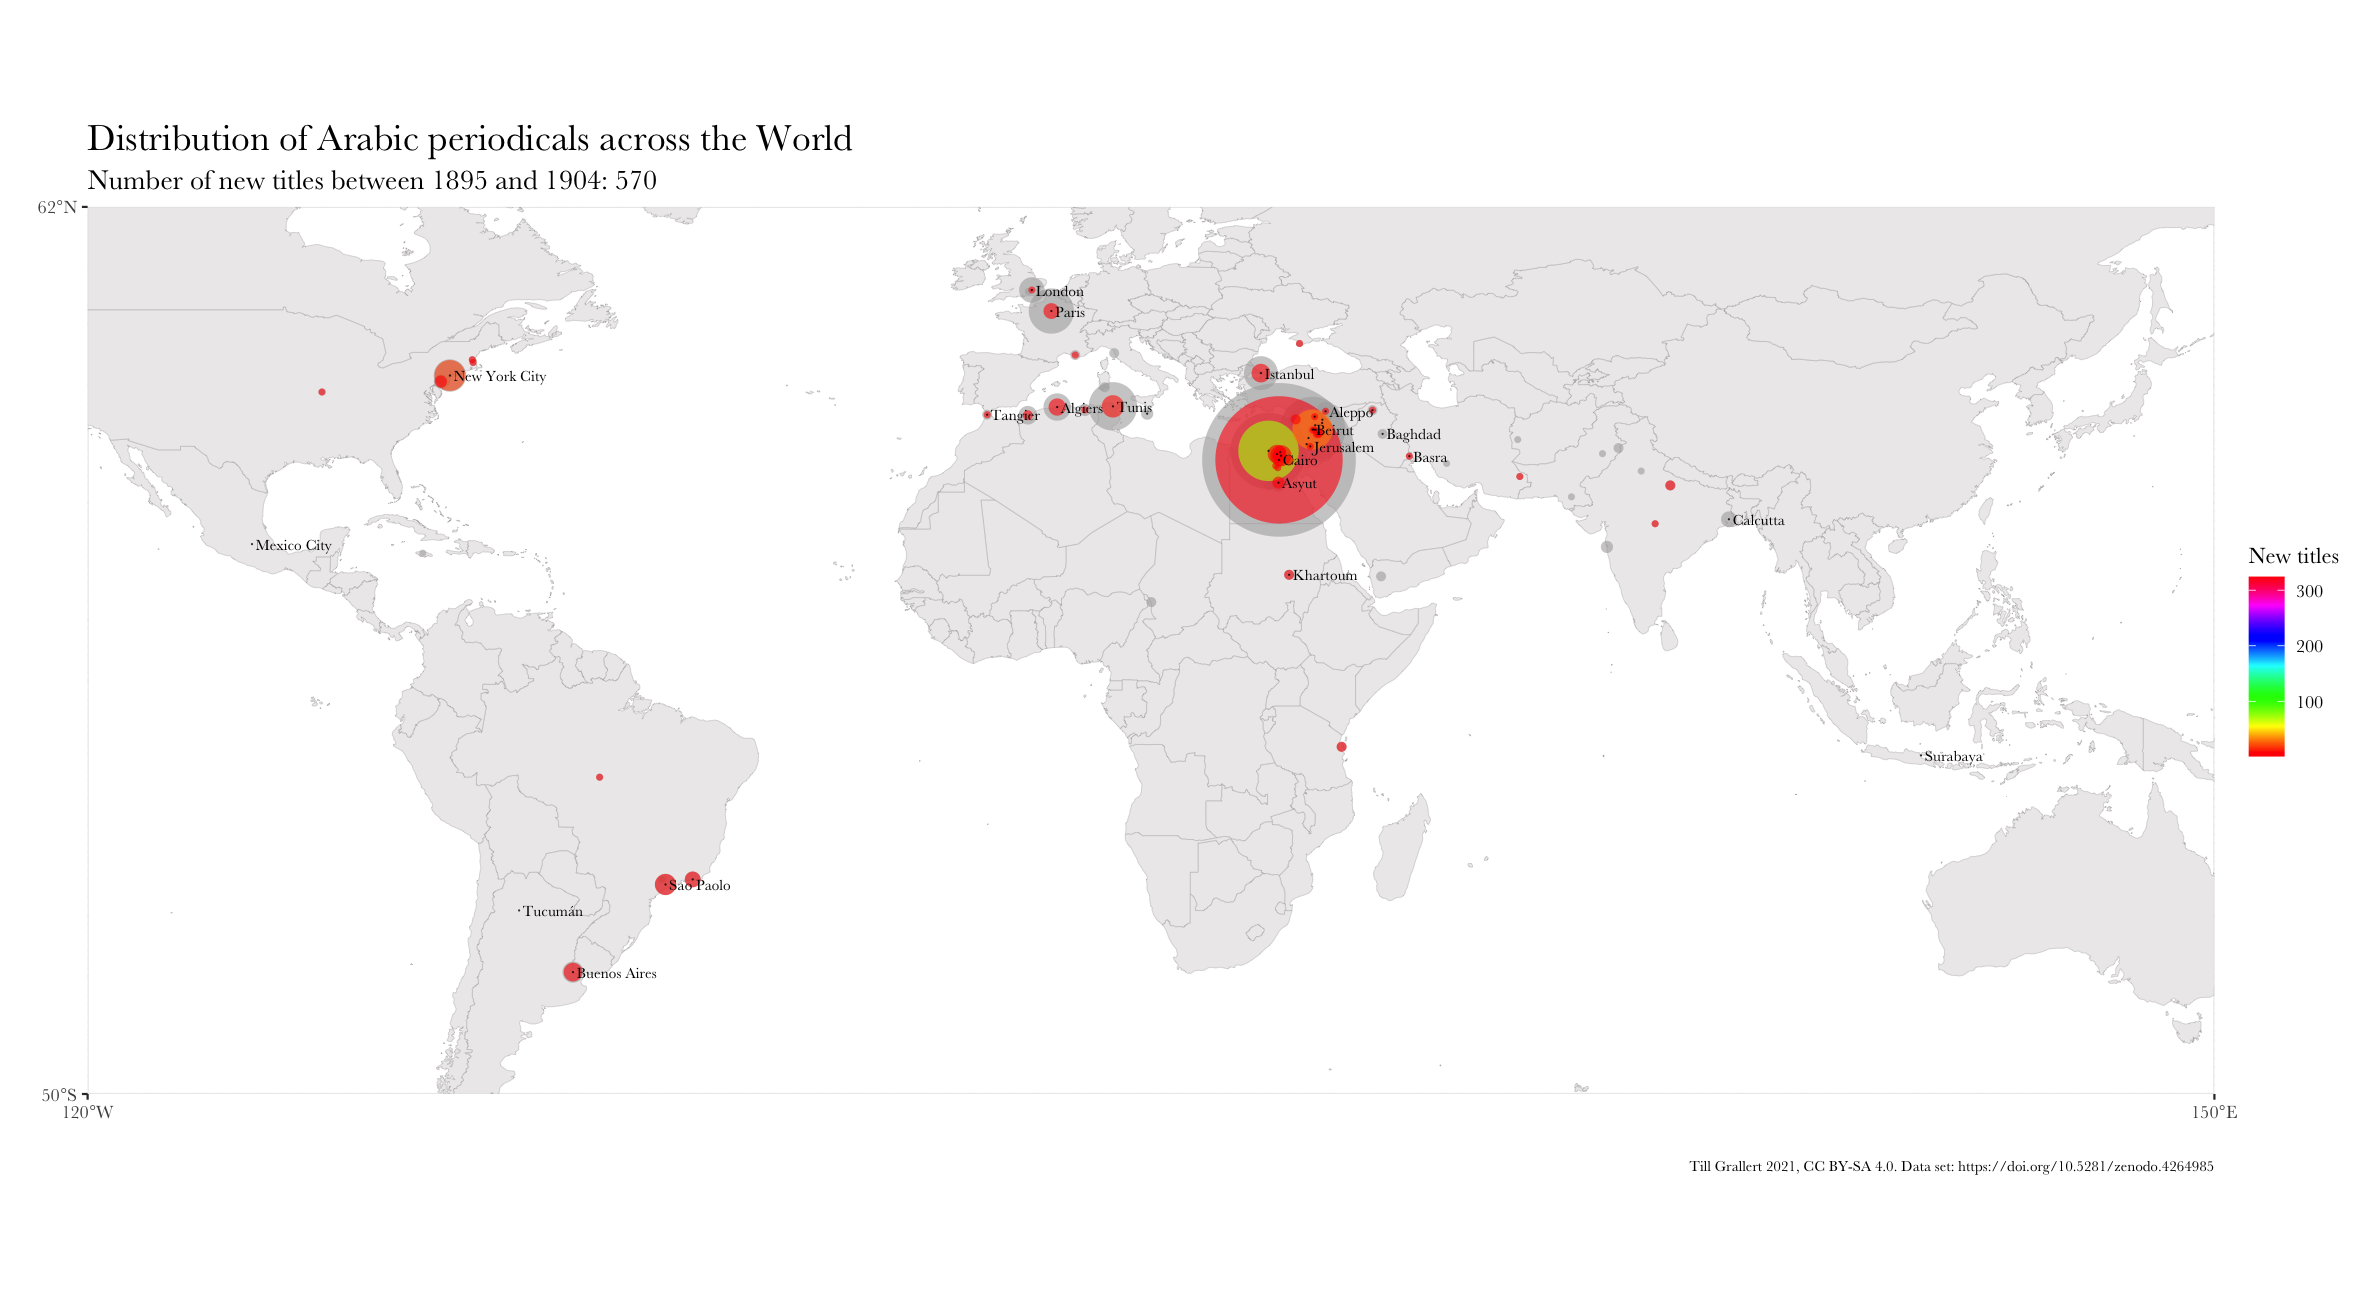 Distribution of Arabic periodicals across the World
Number of new titles between 1895 and 1904: 570
62°N
London
Paris
New York City
Istanbul
Tangier
Algiers
Tunis
Aleppo
Beirut
Baghdad
Jerusalem
Cairo
Basra
Asyut
Calcutta
Mexico City
Khartoum
New titles
300
200
100
Surabaya
Sao Paolo
Tucumán
Buenos Aires
50°S
120°W
150°E
Till Grallert 2021, CC BY-SA 4.0. Data set: https://doi.org/10.5281/zenodo.4264985